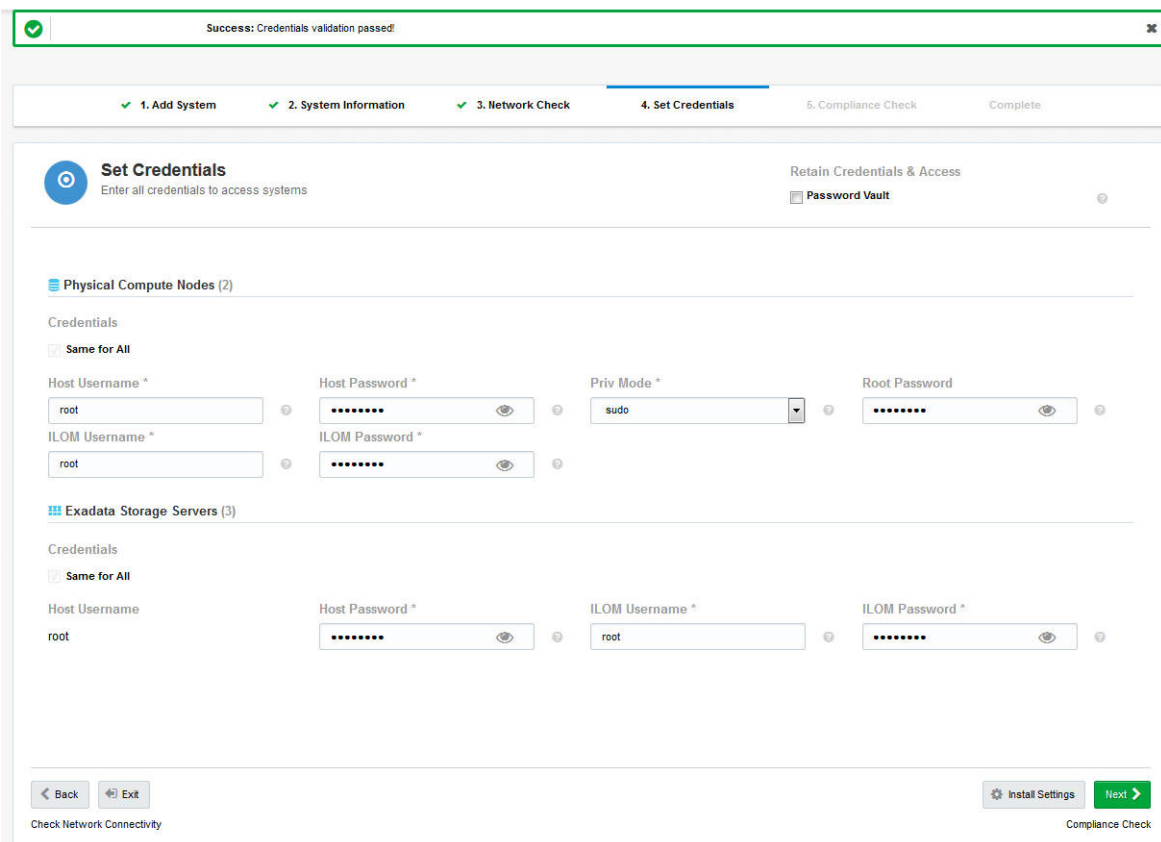 Success: Credentials validation passed!
1. Add System 2. System Information 3. Network Check 4. Set Credentials 5. Compliance Check Complete
Set Credentials Retain Credentials & Access
Enter all credentials to access systems Password Vault
Physical Compute Nodes (2)
Credentials
Same for All
Host Username * Host Password * Priv Mode * Root Password
root •••••••• sudo ••••••••
ILOM Username * ILOM Password *
root ••••••••
Exadata Storage Servers (3)
Credentials
Same for All
Host Username Host Password * ILOM Username * ILOM Password *
root •••••••• root ••••••••
Back Exit Install Settings Next
Check Network Connectivity Compliance Check